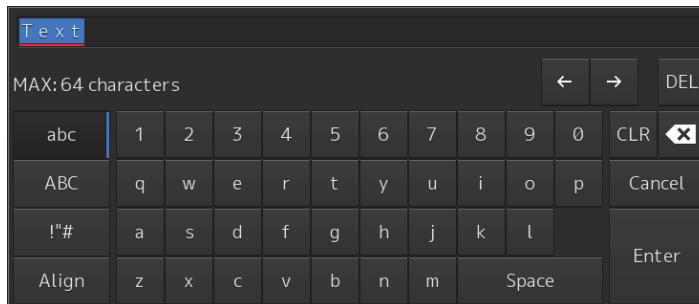 Text
MAX: 64 characters
← → DEL
abc 1 2 3 4 5 6 7 8 9 0 CLR
ABC q w e r t y u i o p Cancel
!"# a s d f g h j k l
Enter
Align z x c v b n m Space